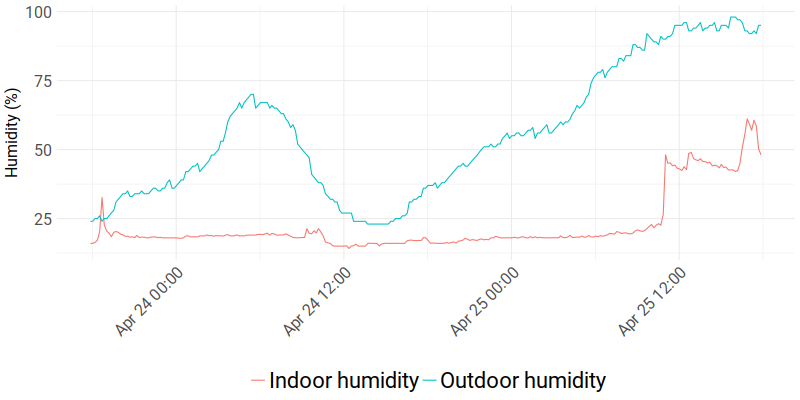 100
75
50
25
Humidity (%)
Apr 24 00:00
Apr 24 12:00
Apr 25 00:00
Apr 25 12:00
Indoor humidity
Outdoor humidity